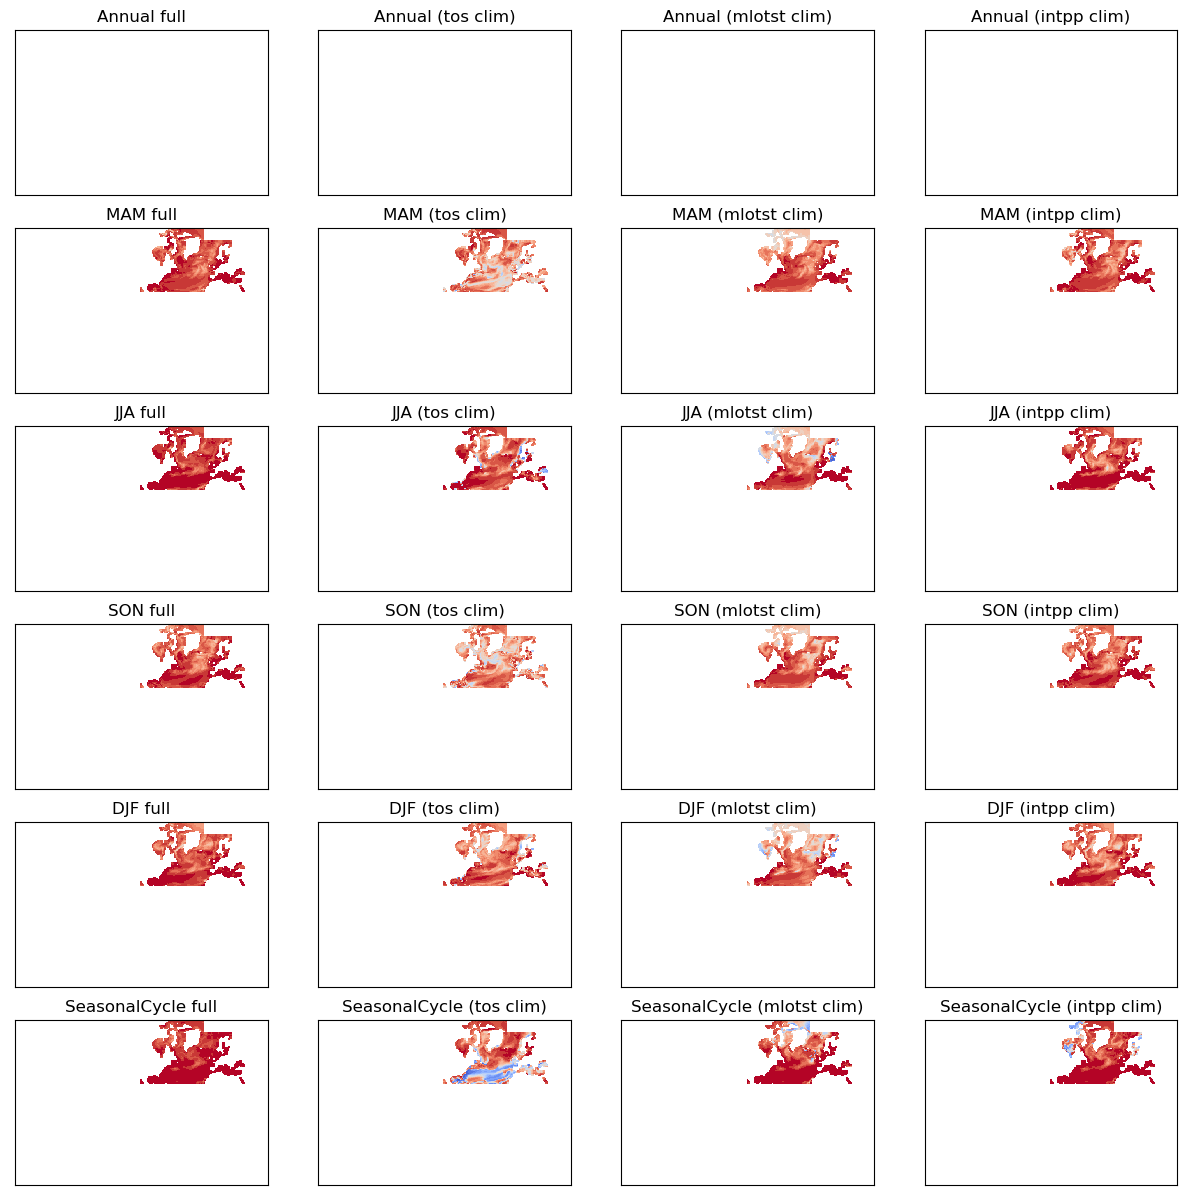 Annual full
Annual (tos clim)
Annual (mlotst clim)
Annual (intpp clim)
MAM full
MAM (tos clim)
MAM (mlotst clim)
MAM (intpp clim)
JJA full
JJA (tos clim)
JJA (mlotst clim)
JJA (intpp clim)
SON full
SON (tos clim)
SON (mlotst clim)
SON (intpp clim)
DJF full
DJF (tos clim)
DJF (mlotst clim)
DJF (intpp clim)
SeasonalCycle full
SeasonalCycle (tos clim)
SeasonalCycle (mlotst clim)
SeasonalCycle (intpp clim)